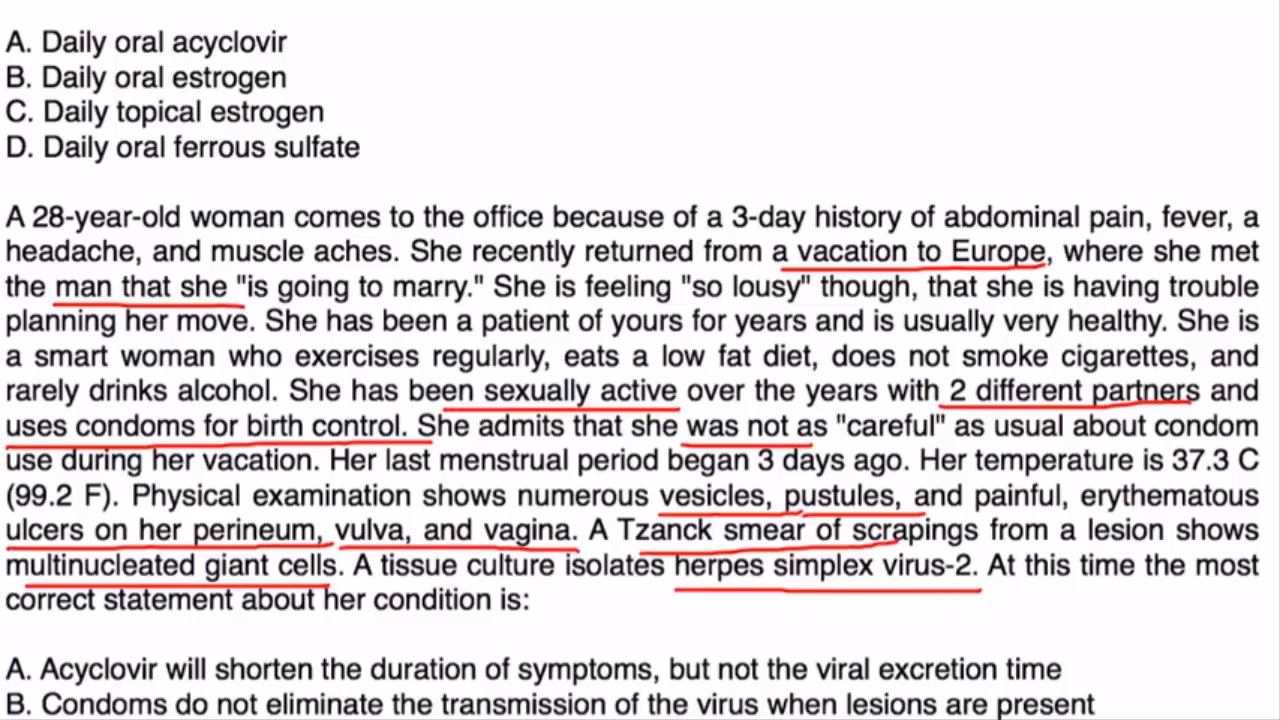 A. Daily oral acyclovir
B. Daily oral estrogen
C. Daily topical estrogen
D. Daily oral ferrous sulfate
A 28-year-old woman comes to the office because of a 3-day history of abdominal pain, fever, a
headache, and muscle aches. She recently returned from a vacation to Europe, where she met
the man that she "is going to marry." She is feeling "so lousy" though, that she is having trouble
planning her move. She has been a patient of yours for years and is usually very healthy. She is
a smart woman who exercises regularly, eats a low fat diet, does not smoke cigarettes, and
rarely drinks alcohol. She has been sexually active over the years with 2 different partners and
uses condoms for birth control. She admits that she was not as "careful" as usual about condom
use during her vacation. Her last menstrual period began 3 days ago. Her temperature is 37.3 C
(99.2 F). Physical examination shows numerous vesicles, pustules, and painful, erythematous
ulcers on her perineum, vulva, and vagina. A Tzanck smear of scrapings from a lesion shows
multinucleated giant cells. A tissue culture isolates herpes simplex virus-2. At this time the most
correct statement about her condition is:
A. Acyclovir will shorten the duration of symptoms, but not the viral excretion time
B. Condoms do not eliminate the transmission of the virus when lesions are present